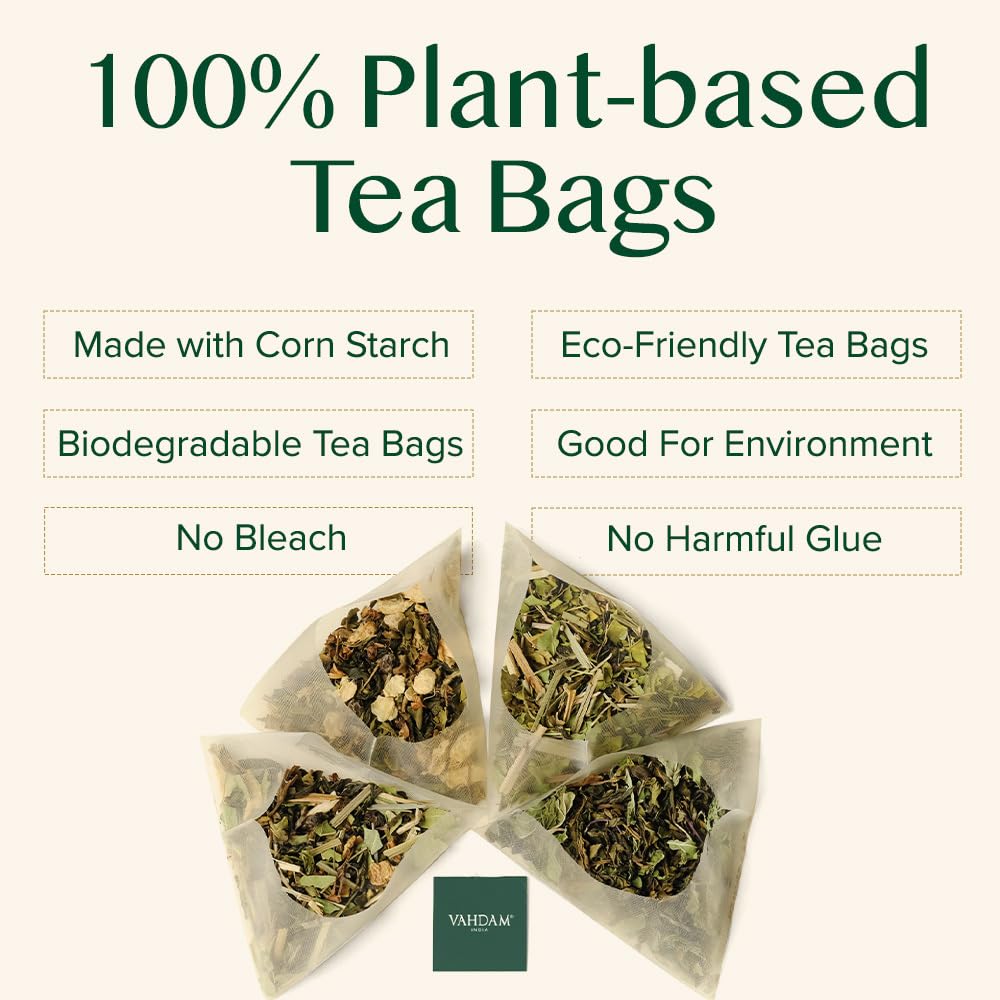 100% Plant-based
Tea Bags
Made with Corn Starch
Eco-Friendly Tea Bags
Biodegradable Tea Bags
Good For Environment
No Bleach
No Harmful Glue
VAHDAM®
INDIA